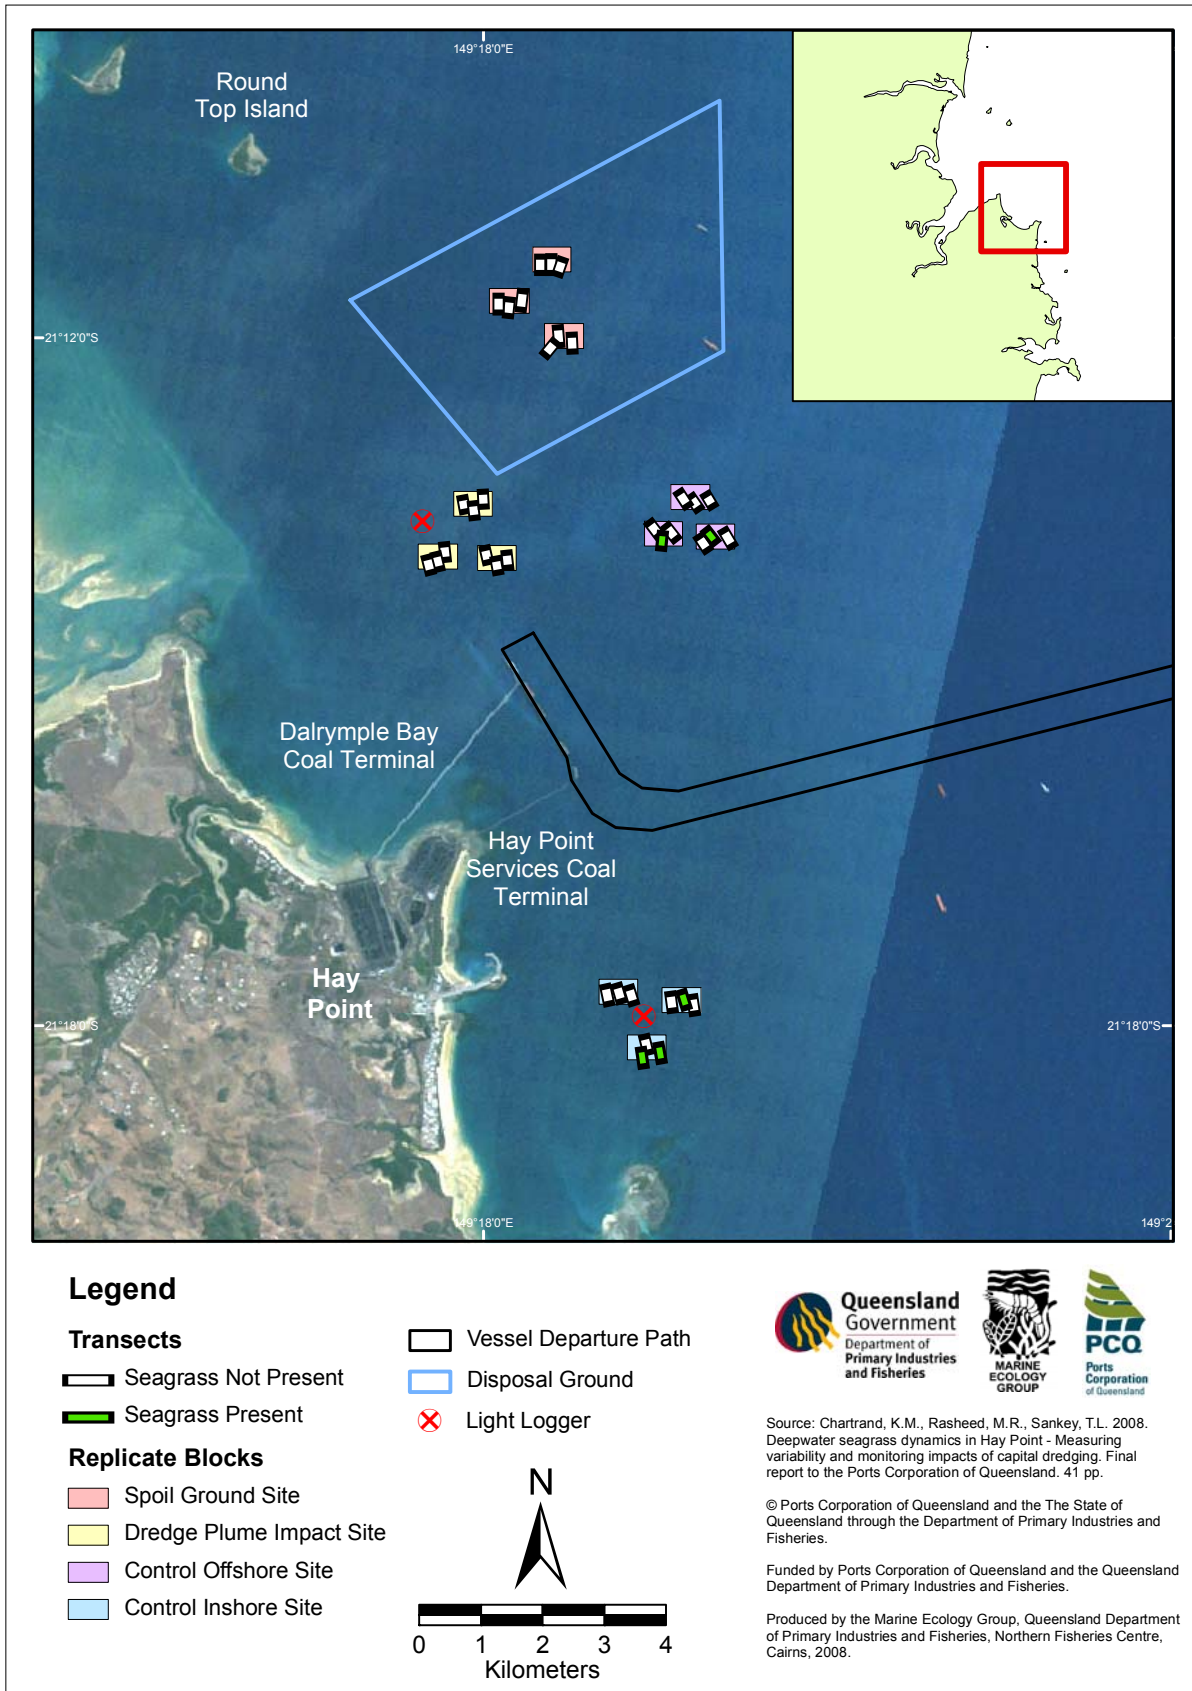 149°18'0"E
Round
Top Island
21°12'0"S
Dalrymple Bay
Coal Terminal
Hay Point
Services Coal
Terminal
Hay
Point
21°18'0"S
21°18'0"S
149°18'0"E
149°2
Legend
Transects
Seagrass Not Present
Seagrass Present
Replicate Blocks
Spoil Ground Site
Dredge Plume Impact Site
Control Offshore Site
Control Inshore Site
Vessel Departure Path
Disposal Ground
Light Logger
N
0 1 2 3 4
Kilometers
Queensland
Government
Department of
Primary Industries
and Fisheries
MARINE
ECOLOGY
GROUP
PCQ
Ports
Corporation
of Queensland
Source: Chartrand, K.M., Rasheed, M.R., Sankey, T.L. 2008.
Deepwater seagrass dynamics in Hay Point - Measuring
variability and monitoring impacts of capital dredging. Final
report to the Ports Corporation of Queensland. 41 pp.
© Ports Corporation of Queensland and the The State of
Queensland through the Department of Primary Industries and
Fisheries.
Funded by Ports Corporation of Queensland and the Queensland
Department of Primary Industries and Fisheries.
Produced by the Marine Ecology Group, Queensland Department
of Primary Industries and Fisheries, Northern Fisheries Centre,
Cairns, 2008.